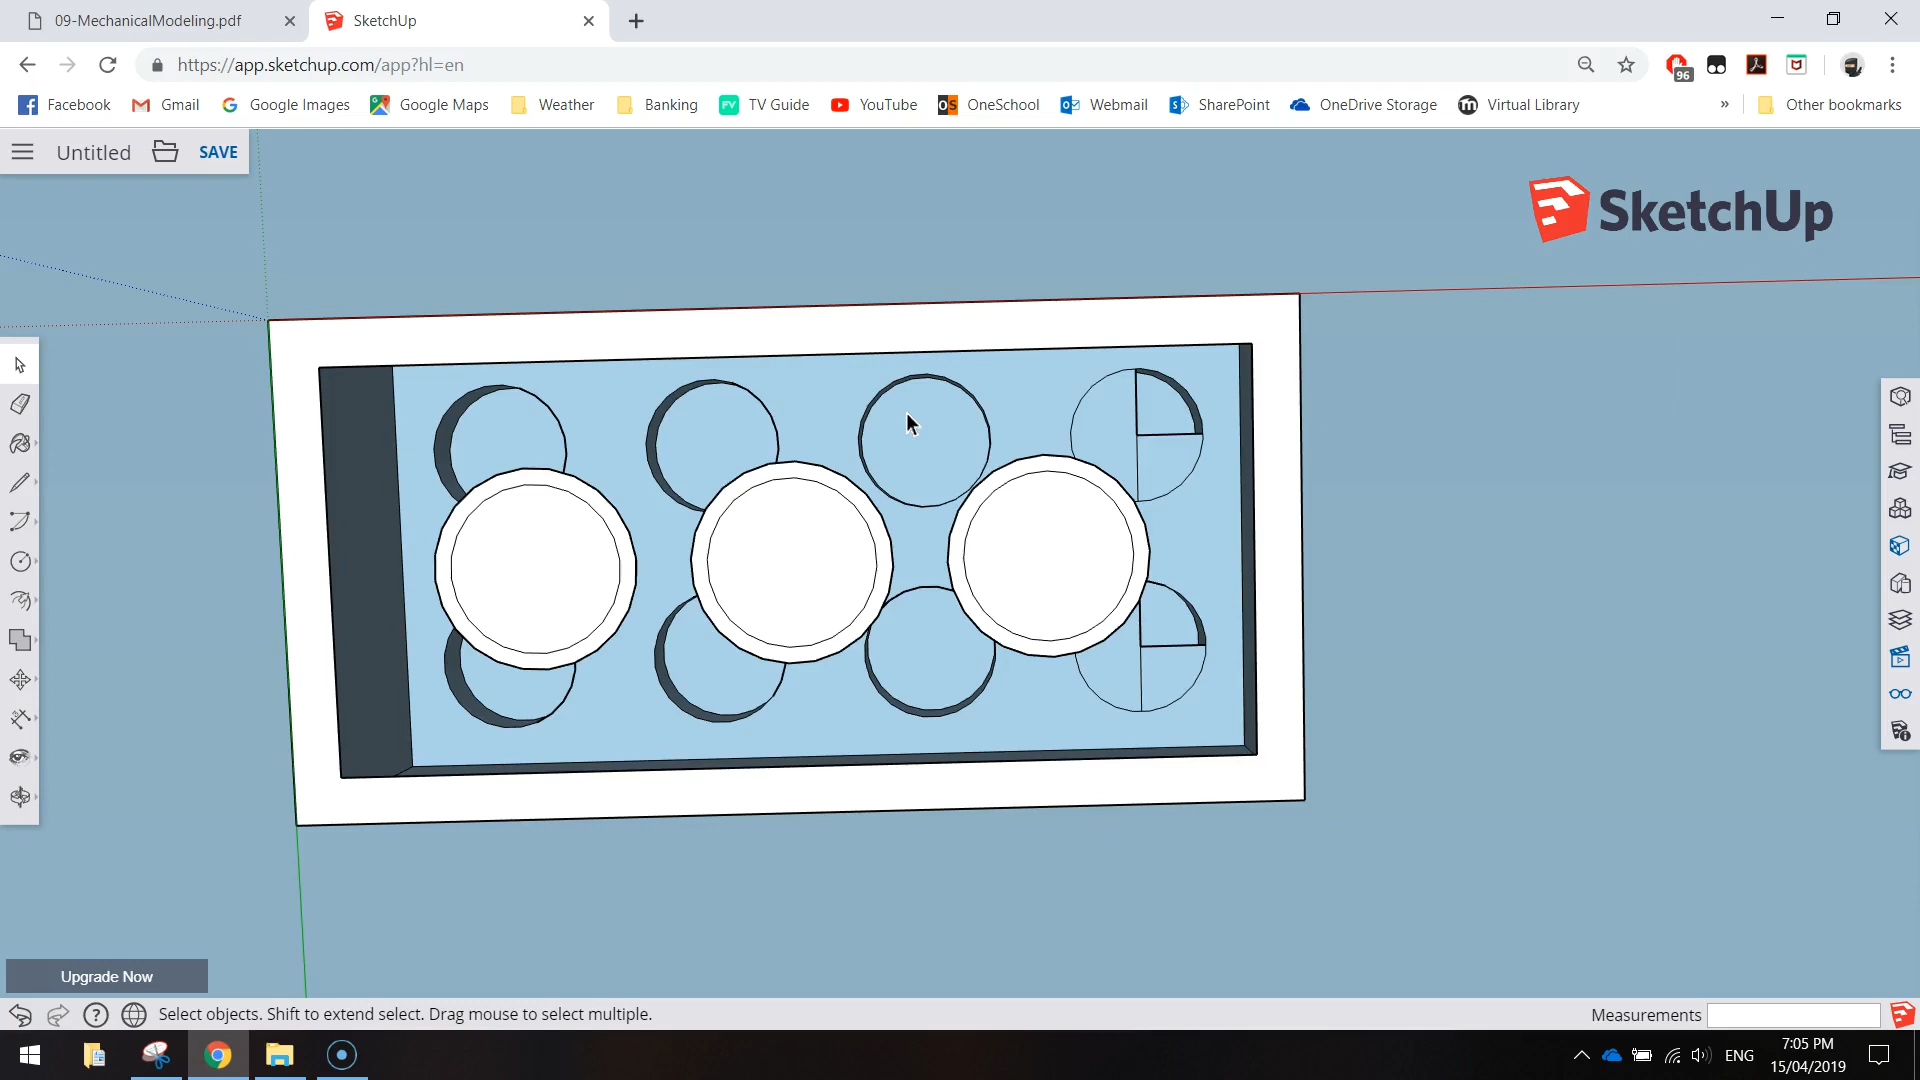 09-MechanicalModeling.pdf
SketchUp
https://app.sketchup.com/app?hl=en
96
Facebook Gmail Google Images Google Maps Weather Banking TV Guide YouTube OneSchool Webmail SharePoint OneDrive Storage Virtual Library » Other bookmarks
Untitled SAVE
SketchUp
Upgrade Now
Select objects. Shift to extend select. Drag mouse to select multiple.
Measurements
ENG
7:05 PM
15/04/2019